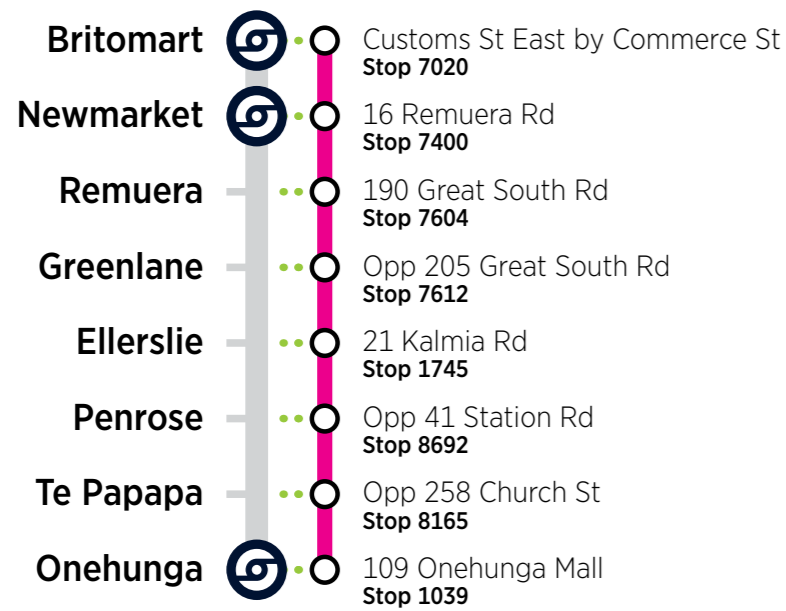 Britomart
Customs St East by Commerce St
Stop 7020
Newmarket
16 Remuera Rd
Stop 7400
Remuera
190 Great South Rd
Stop 7604
Greenlane
Opp 205 Great South Rd
Stop 7612
Ellerslie
21 Kalmia Rd
Stop 1745
Penrose
Opp 41 Station Rd
Stop 8692
Te Papapa
Opp 258 Church St
Stop 8165
Onehunga
109 Onehunga Mall
Stop 1039